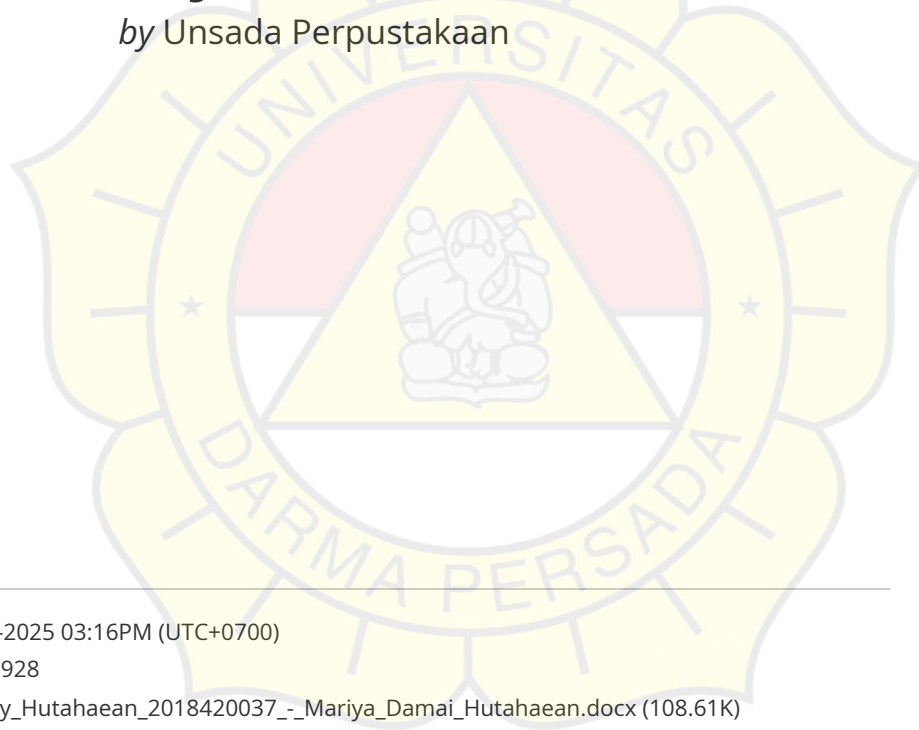 by Unsada Perpustakaan
UNIVERSITAS
DARMA PERSADA
-2025 03:16PM (UTC+0700)
928
y_Hutahaean_2018420037_-_Mariya_Damai_Hutahaean.docx (108.61K)